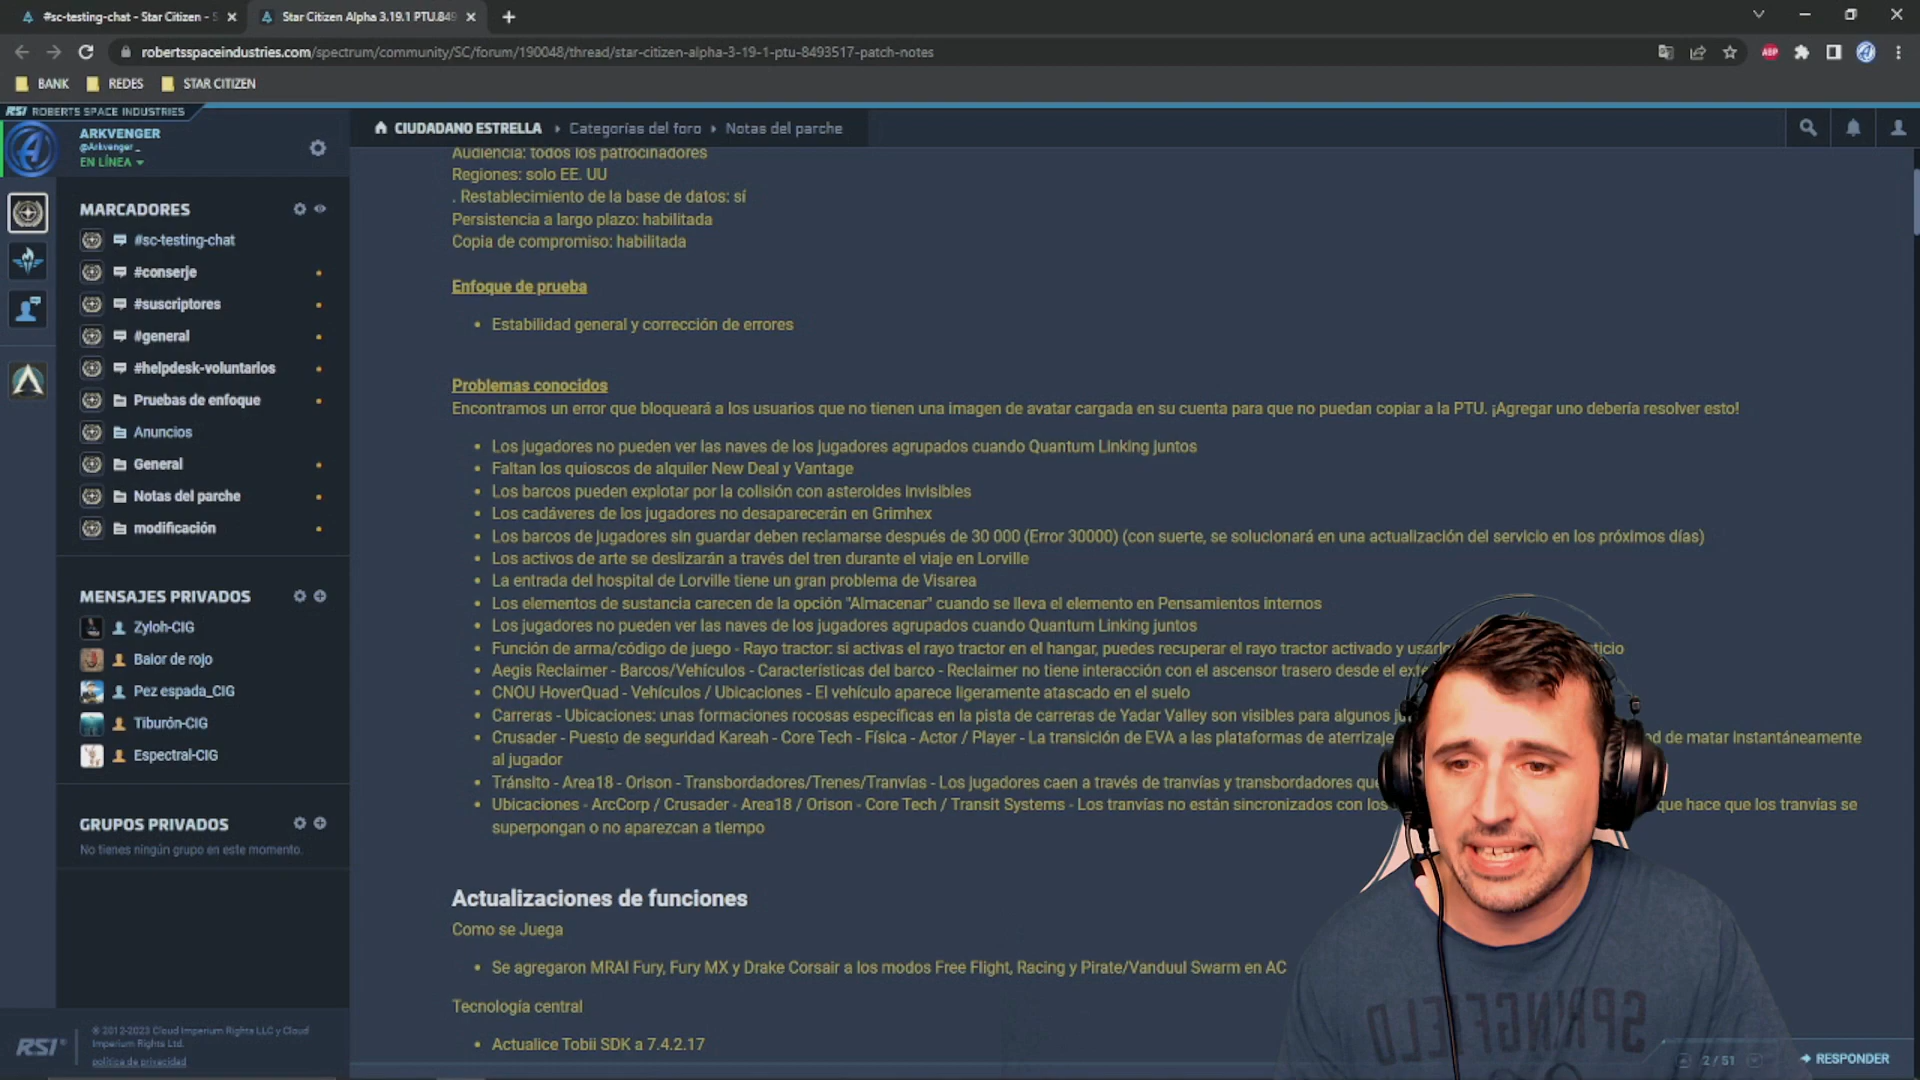 #sc-testing-chat - Star Citizen - S
Star Citizen Alpha 3.19.1 PTU.849
robertsspaceindustries.com/spectrum/community/SC/forum/190048/thread/star-citizen-alpha-3-19-1-ptu-8493517-patch-notes
ABP
BANK
REDES
STAR CITIZEN
RSI ROBERTS SPACE INDUSTRIES
ARKVENGER
@Arkvenger_
EN LÍNEA
CIUDADANO ESTRELLA
Categorías del foro
Notas del parche
MARCADORES
#sc-testing-chat
#conserje
#suscriptores
#general
#helpdesk-voluntarios
Pruebas de enfoque
Anuncios
General
Notas del parche
modificación
MENSAJES PRIVADOS
Zyloh-CIG
Balor de rojo
Pez espada_CIG
Tiburón-CIG
Espectral-CIG
GRUPOS PRIVADOS
No tienes ningún grupo en este momento.
RSI
© 2012-2023 Cloud Imperium Rights LLC y Cloud
Imperium Rights Ltd.
política de privacidad
Audiencia: todos los patrocinadores
Regiones: solo EE. UU
. Restablecimiento de la base de datos: sí
Persistencia a largo plazo: habilitada
Copia de compromiso: habilitada
Enfoque de prueba
Estabilidad general y corrección de errores
Problemas conocidos
Encontramos un error que bloqueará a los usuarios que no tienen una imagen de avatar cargada en su cuenta para que no puedan copiar a la PTU. ¡Agregar uno debería resolver esto!
Los jugadores no pueden ver las naves de los jugadores agrupados cuando Quantum Linking juntos
Faltan los quioscos de alquiler New Deal y Vantage
Los barcos pueden explotar por la colisión con asteroides invisibles
Los cadáveres de los jugadores no desaparecerán en Grimhex
Los barcos de jugadores sin guardar deben reclamarse después de 30 000 (Error 30000) (con suerte, se solucionará en una actualización del servicio en los próximos días)
Los activos de arte se deslizarán a través del tren durante el viaje en Lorville
La entrada del hospital de Lorville tiene un gran problema de Visarea
Los elementos de sustancia carecen de la opción "Almacenar" cuando se lleva el elemento en Pensamientos internos
Los jugadores no pueden ver las naves de los jugadores agrupados cuando Quantum Linking juntos
Función de arma/código de juego - Rayo tractor: si activas el rayo tractor en el hangar, puedes recuperar el rayo tractor activado y
Aegis Reclaimer - Barcos/Vehículos - Características del barco - Reclaimer no tiene interacción con el ascensor trasero desde el
CNOU HoverQuad - Vehículos / Ubicaciones - El vehículo aparece ligeramente atascado en el suelo
Carreras - Ubicaciones: unas formaciones rocosas específicas en la pista de carreras de Yadar Valley son visibles para algunos
Crusader - Puesto de seguridad Kareah - Core Tech - Física - Actor / Player - La transición de EVA a las plataformas de de matar instantáneamente
al jugador
Tránsito - Area18 - Orison - Transbordadores/Trenes/Tranvías - Los jugadores caen a través de tranvías y transbordadores
Ubicaciones - ArcCorp / Crusader - Area18 / Orison - Core Tech / Transit Systems - Los tranvías no están sincronizados con los que hace que los tranvías se
superpongan o no aparezcan a tiempo
Actualizaciones de funciones
Como se Juega
Se agregaron MRAI Fury, Fury MX y Drake Corsair a los modos Free Flight, Racing y Pirate/Vanduul Swarm en AC
Tecnología central
Actualice Tobii SDK a 7.4.2.17
SPRINGFIELD
2 / 51
RESPONDER